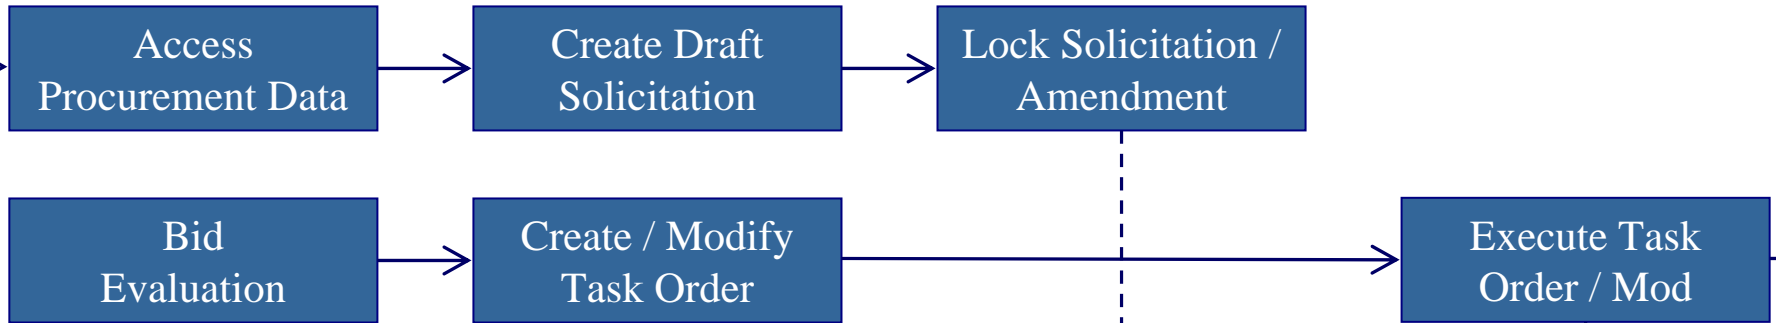 Access
Procurement Data
Create Draft
Solicitation
Lock Solicitation /
Amendment
Bid
Evaluation
Create / Modify
Task Order
Execute Task
Order / Mod